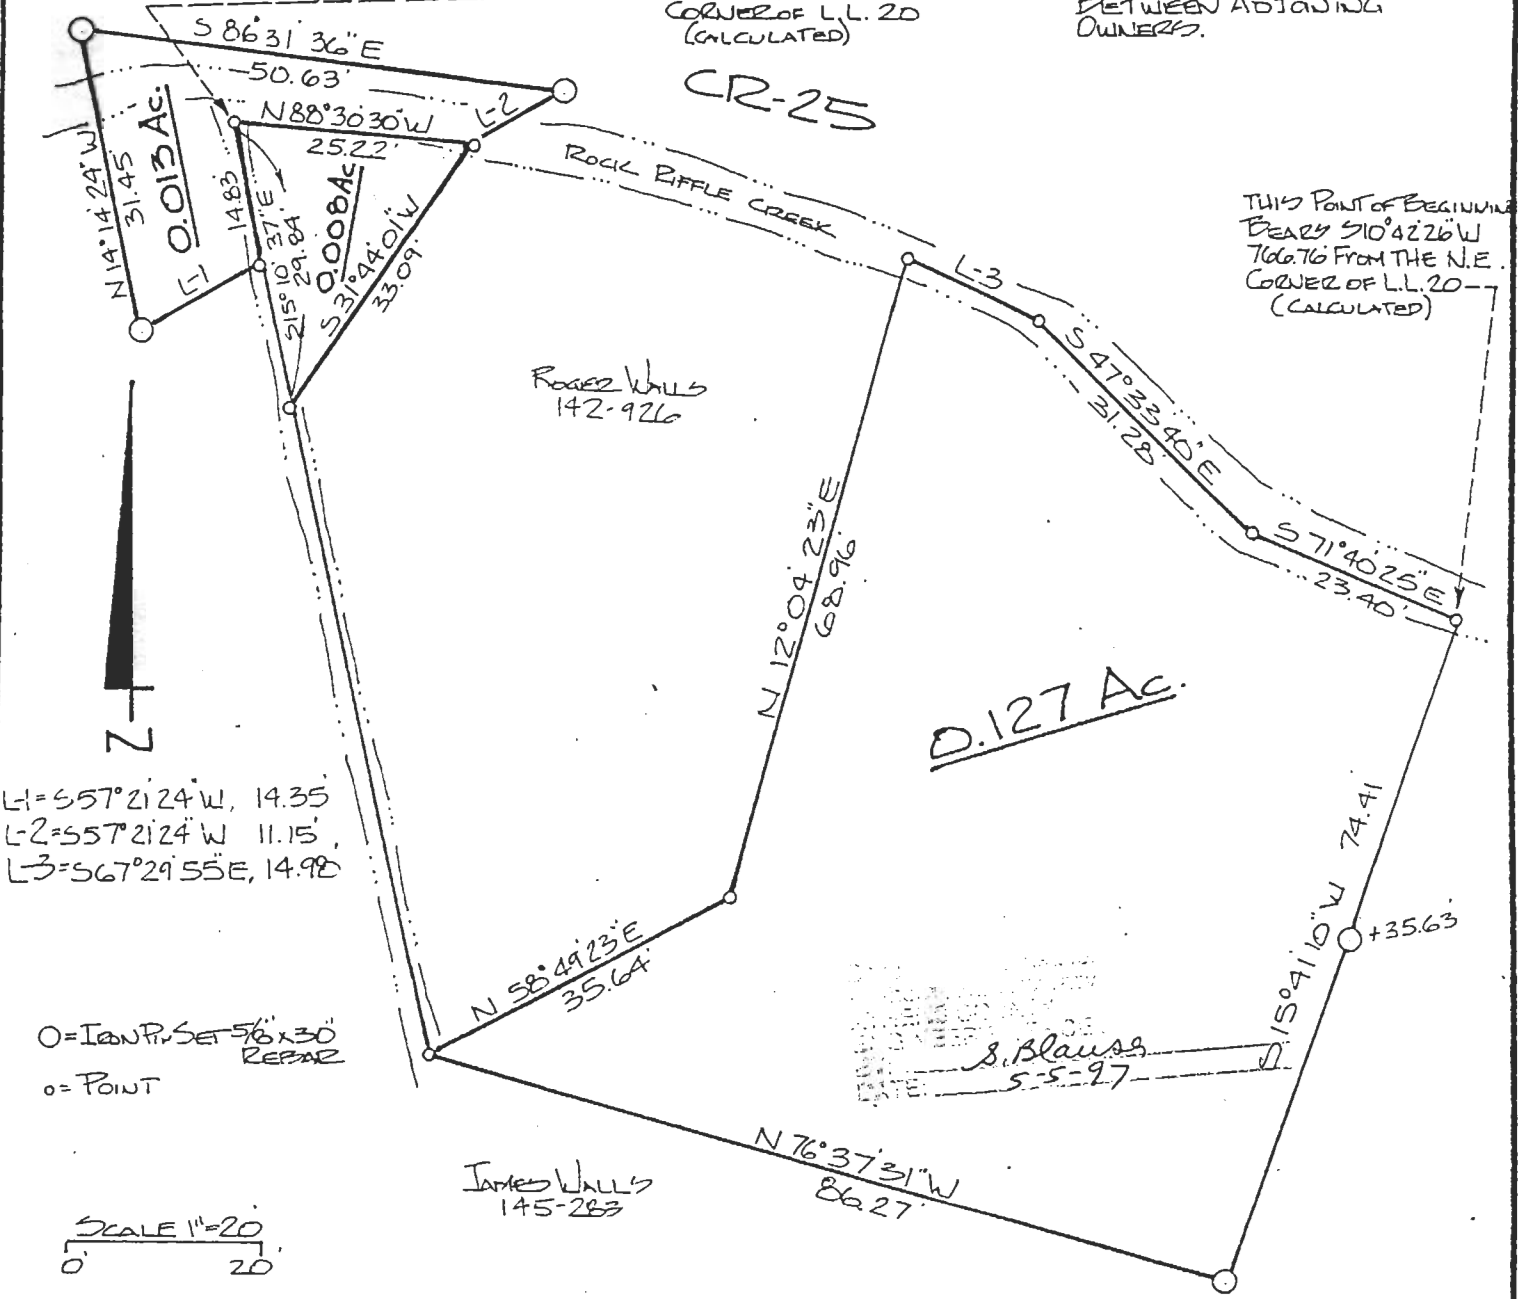 CORNER OF L.L. 20
(CALCULATED)
BETWEEN ADJOINING
OWNERS.
CR-25
S 86°31'36"E
50.63'
L-2
N88°30'30"W
25.22'
N14°14'24"W
31.45
0.013 Ac.
14.83
S15°10'37"E
29.84'
0.008 Ac
S 31°44'01"W
33.09'
L-1
ROCK RIFFLE CREEK
THIS POINT OF BEGINNING
BEARS S10°42'26"W
766.76' FROM THE N.E.
CORNER OF L.L. 20
(CALCULATED)
L-3
S 47°33'40"E
31.28'
S 71°40'25"E
23.40'
ROGER WALLS
142-926
N 12°04'23"E
68.96'
0.127 Ac.
N
L-1=S57°21'24"W, 14.35'
L-2=S57°21'24"W 11.15',
L-3=S67°29'55"E, 14.98'
S 15°41'10"W 74.41
+35.63'
N 58°49'23"E
35.64'
O=IRON PIN SET 5/8"x30"
REBAR
o= POINT
S. Blauss
5-5-97
N 76°37'31"W
86.27'
JAMES WALLS
145-283
SCALE 1"=20'
0' 20'